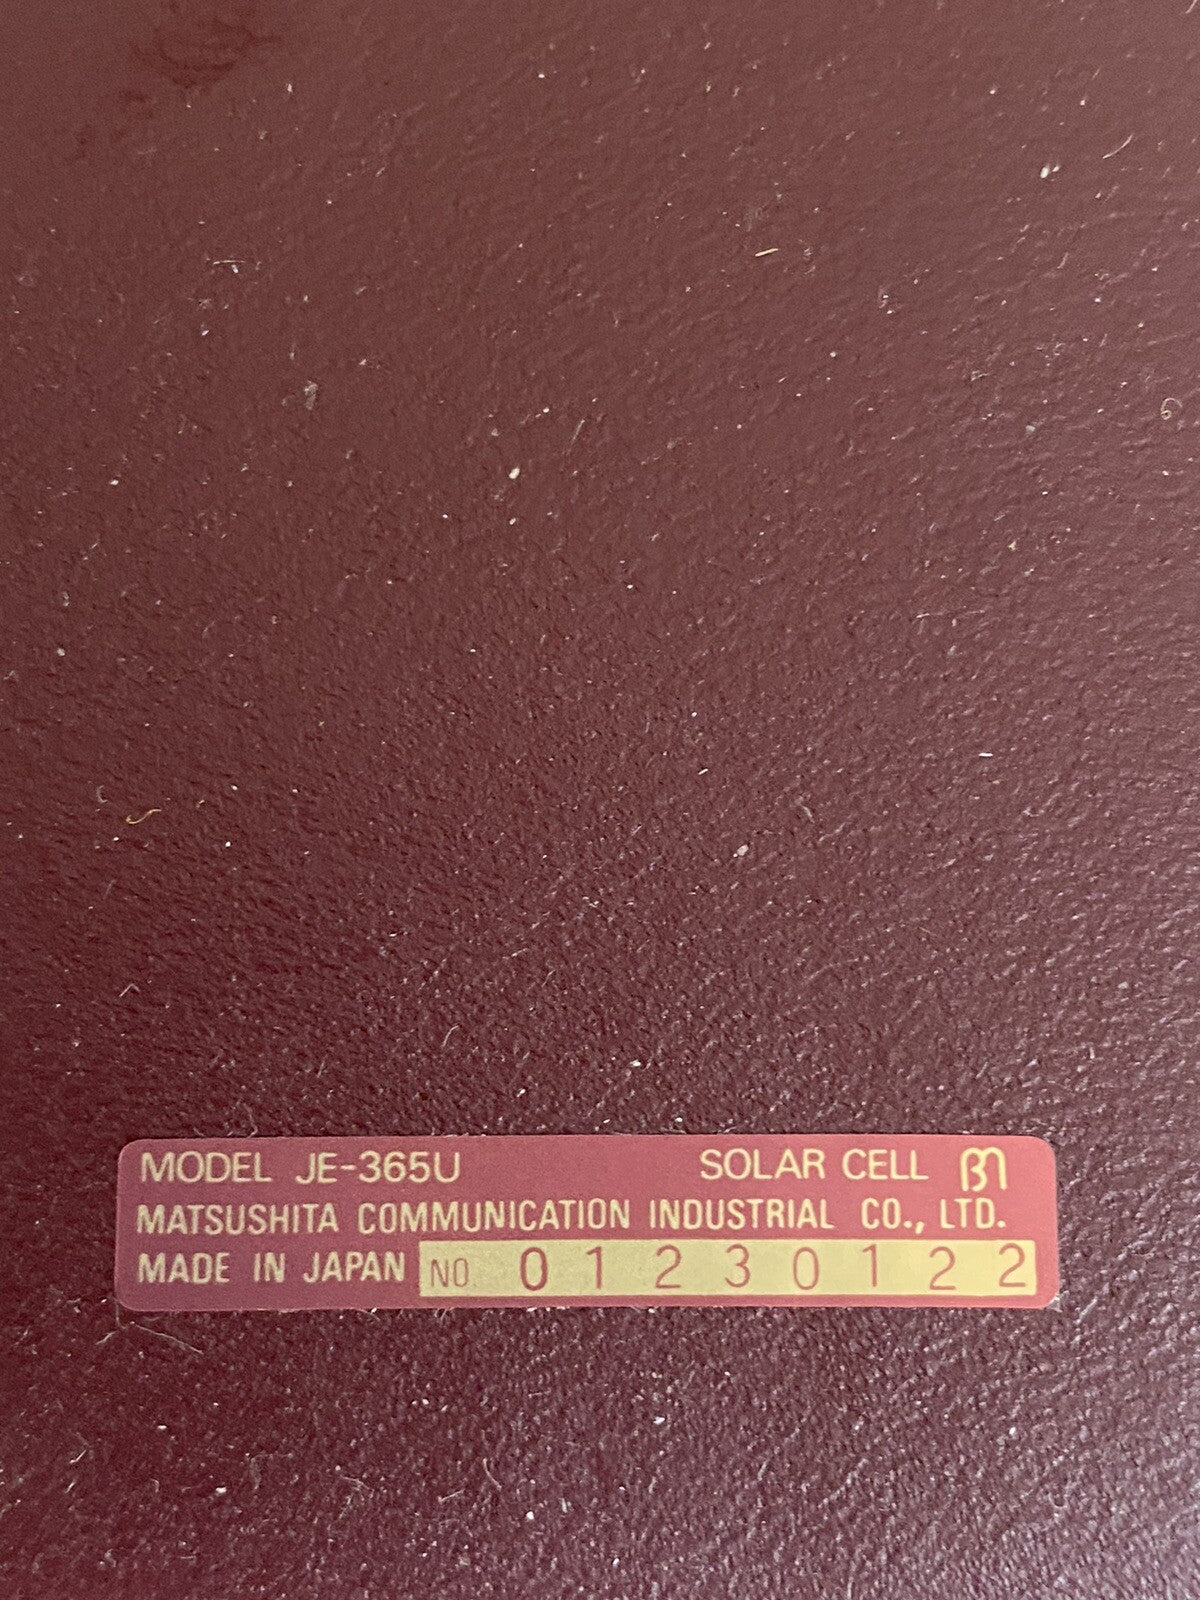 MODEL JE-365U SOLAR CELL
MATSUSHITA COMMUNICATION INDUSTRIAL CO., LTD.
MADE IN JAPAN NO 01230122